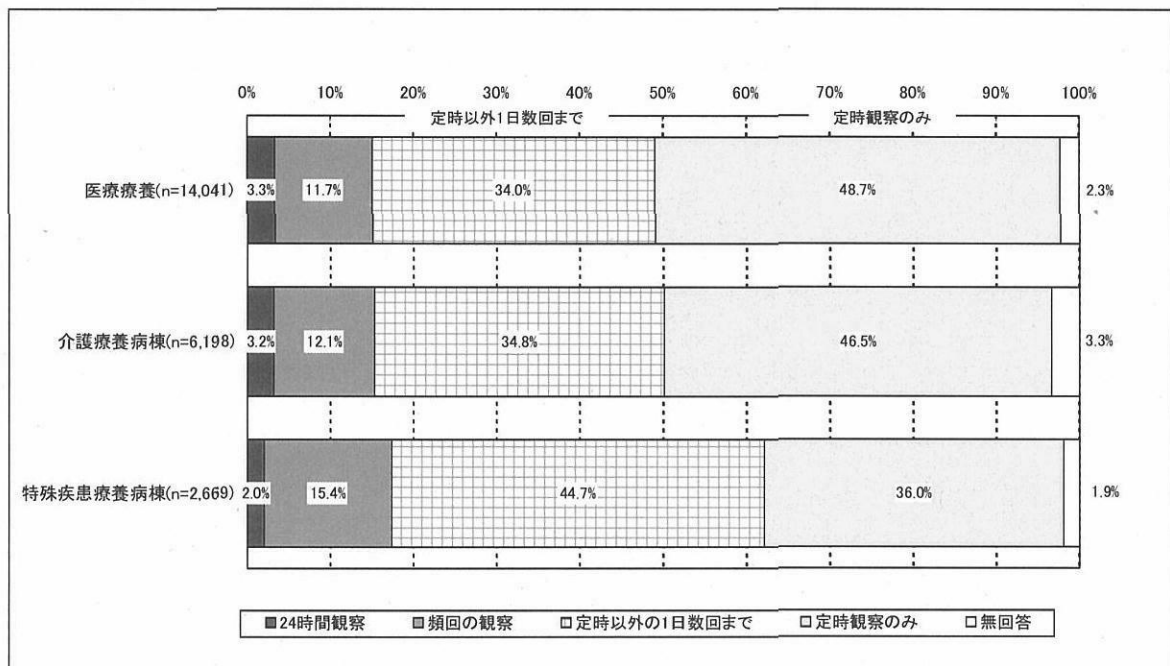 0% 10% 20% 30% 40% 50% 60% 70% 80% 90% 100%
定時以外1日数回まで 定時観察のみ
医療療養(n=14,041) 3.3% 11.7% 34.0% 48.7% 2.3%
介護療養病棟(n=6,198) 3.2% 12.1% 34.8% 46.5% 3.3%
特殊疾患療養病棟(n=2,669) 2.0% 15.4% 44.7% 36.0% 1.9%
24時間観察 頻回の観察 定時以外の1日数回まで 定時観察のみ 無回答